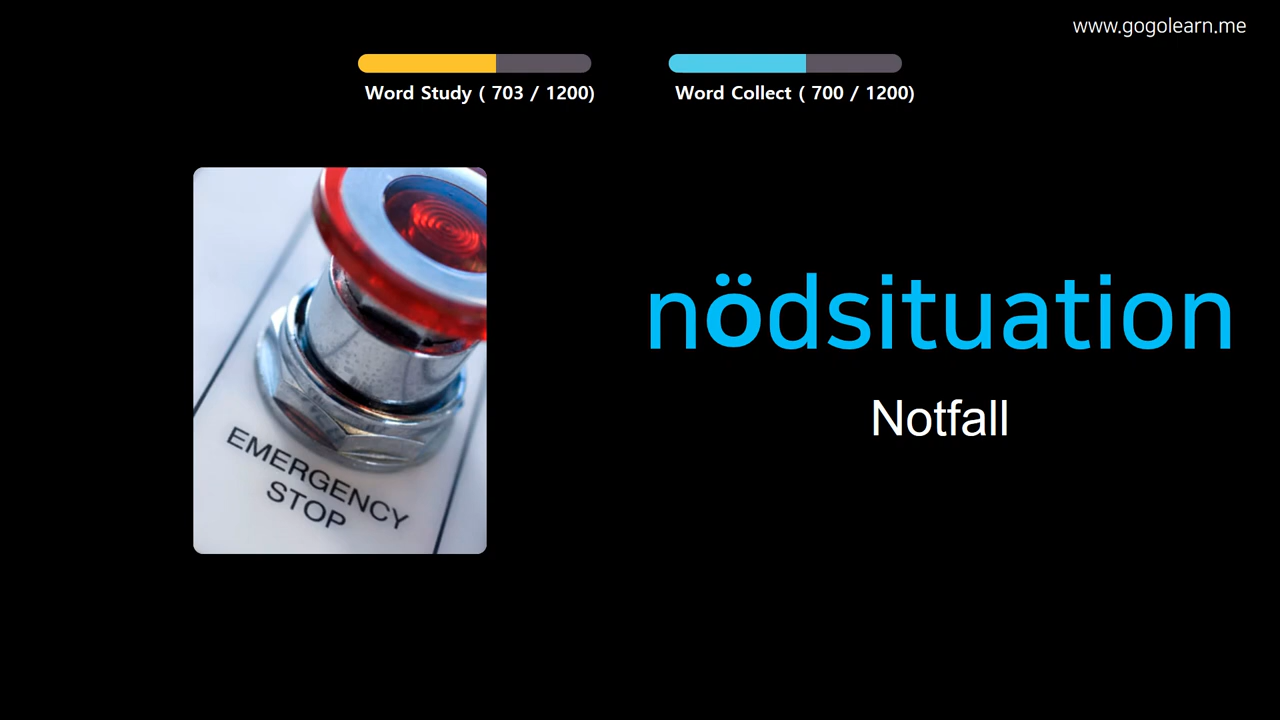 www.gogolearn.me
Word Study ( 703 / 1200)
Word Collect ( 700 / 1200)
EMERGENCY
STOP
nödsituation
Notfall